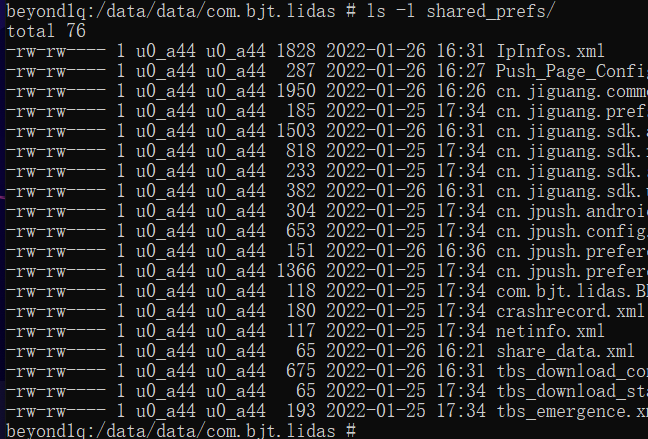 beyond1q:/data/data/com.bjt.lidas # ls -l shared_prefs/
total 76
-rw-rw---- 1 u0_a44 u0_a44 1828 2022-01-26 16:31 IpInfos.xml
-rw-rw---- 1 u0_a44 u0_a44 287 2022-01-26 16:27 Push_Page_Config
-rw-rw---- 1 u0_a44 u0_a44 1950 2022-01-26 16:26 cn.jiguang.commo
-rw-rw---- 1 u0_a44 u0_a44 185 2022-01-25 17:34 cn.jiguang.pref
-rw-rw---- 1 u0_a44 u0_a44 1503 2022-01-26 16:31 cn.jiguang.sdk.a
-rw-rw---- 1 u0_a44 u0_a44 818 2022-01-25 17:34 cn.jiguang.sdk.
-rw-rw---- 1 u0_a44 u0_a44 233 2022-01-25 17:34 cn.jiguang.sdk.
-rw-rw---- 1 u0_a44 u0_a44 382 2022-01-26 16:31 cn.jiguang.sdk.u
-rw-rw---- 1 u0_a44 u0_a44 304 2022-01-25 17:34 cn.jpush.androi
-rw-rw---- 1 u0_a44 u0_a44 653 2022-01-25 17:34 cn.jpush.config.
-rw-rw---- 1 u0_a44 u0_a44 151 2022-01-26 16:36 cn.jpush.prefere
-rw-rw---- 1 u0_a44 u0_a44 1366 2022-01-25 17:34 cn.jpush.prefere
-rw-rw---- 1 u0_a44 u0_a44 118 2022-01-25 17:34 com.bjt.lidas.B
-rw-rw---- 1 u0_a44 u0_a44 180 2022-01-25 17:34 crashrecord.xml
-rw-rw---- 1 u0_a44 u0_a44 117 2022-01-25 17:34 netinfo.xml
-rw-rw---- 1 u0_a44 u0_a44 65 2022-01-26 16:21 share_data.xml
-rw-rw---- 1 u0_a44 u0_a44 675 2022-01-26 16:31 tbs_download_con
-rw-rw---- 1 u0_a44 u0_a44 65 2022-01-25 17:34 tbs_download_sta
-rw-rw---- 1 u0_a44 u0_a44 193 2022-01-25 17:34 tbs_emergence.x
beyond1q:/data/data/com.bjt.lidas #